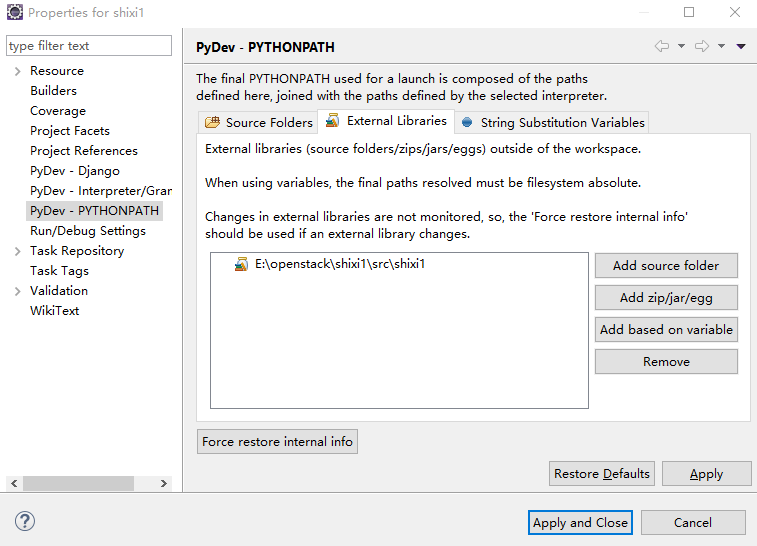 Properties for shixi1
type filter text
Resource
Builders
Coverage
Project Facets
Project References
PyDev - Django
PyDev - Interpreter/Gran
PyDev - PYTHONPATH
Run/Debug Settings
Task Repository
Task Tags
Validation
WikiText
PyDev - PYTHONPATH
The final PYTHONPATH used for a launch is composed of the paths
defined here, joined with the paths defined by the selected interpreter.
Source Folders
External Libraries
String Substitution Variables
External libraries (source folders/zips/jars/eggs) outside of the workspace.
When using variables, the final paths resolved must be filesystem absolute.
Changes in external libraries are not monitored, so, the 'Force restore internal info'
should be used if an external library changes.
E:\openstack\shixi1\src\shixi1
Add source folder
Add zip/jar/egg
Add based on variable
Remove
Force restore internal info
Restore Defaults
Apply
Apply and Close
Cancel